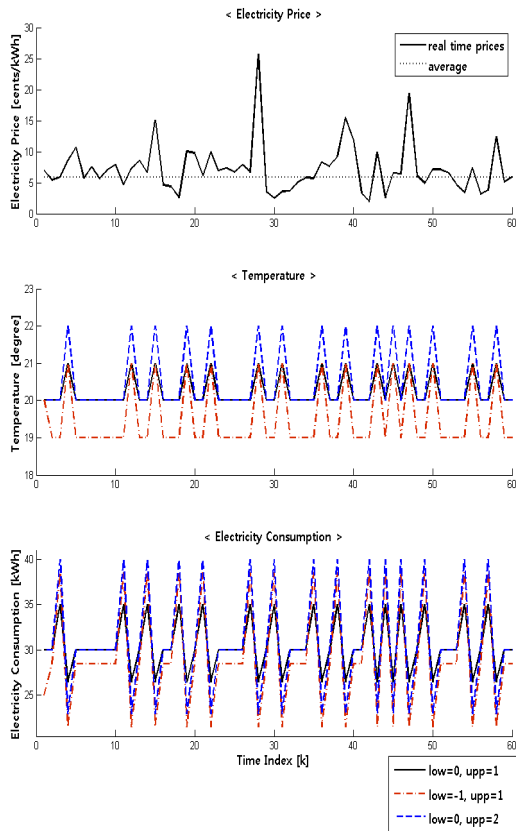 < Electricity Price >
real time prices
average
Electricity Price [cents/kWh]
30
25
20
15
10
5
0
0 10 20 30 40 50 60
< Temperature >
Temperature [degree]
23
22
21
20
19
18
0 10 20 30 40 50 60
< Electricity Consumption >
Electricity Consumption [kWh]
40
35
30
25
0 10 20 30 40 50 60
Time Index [k]
low=0, upp=1
low=-1, upp=1
low=0, upp=2